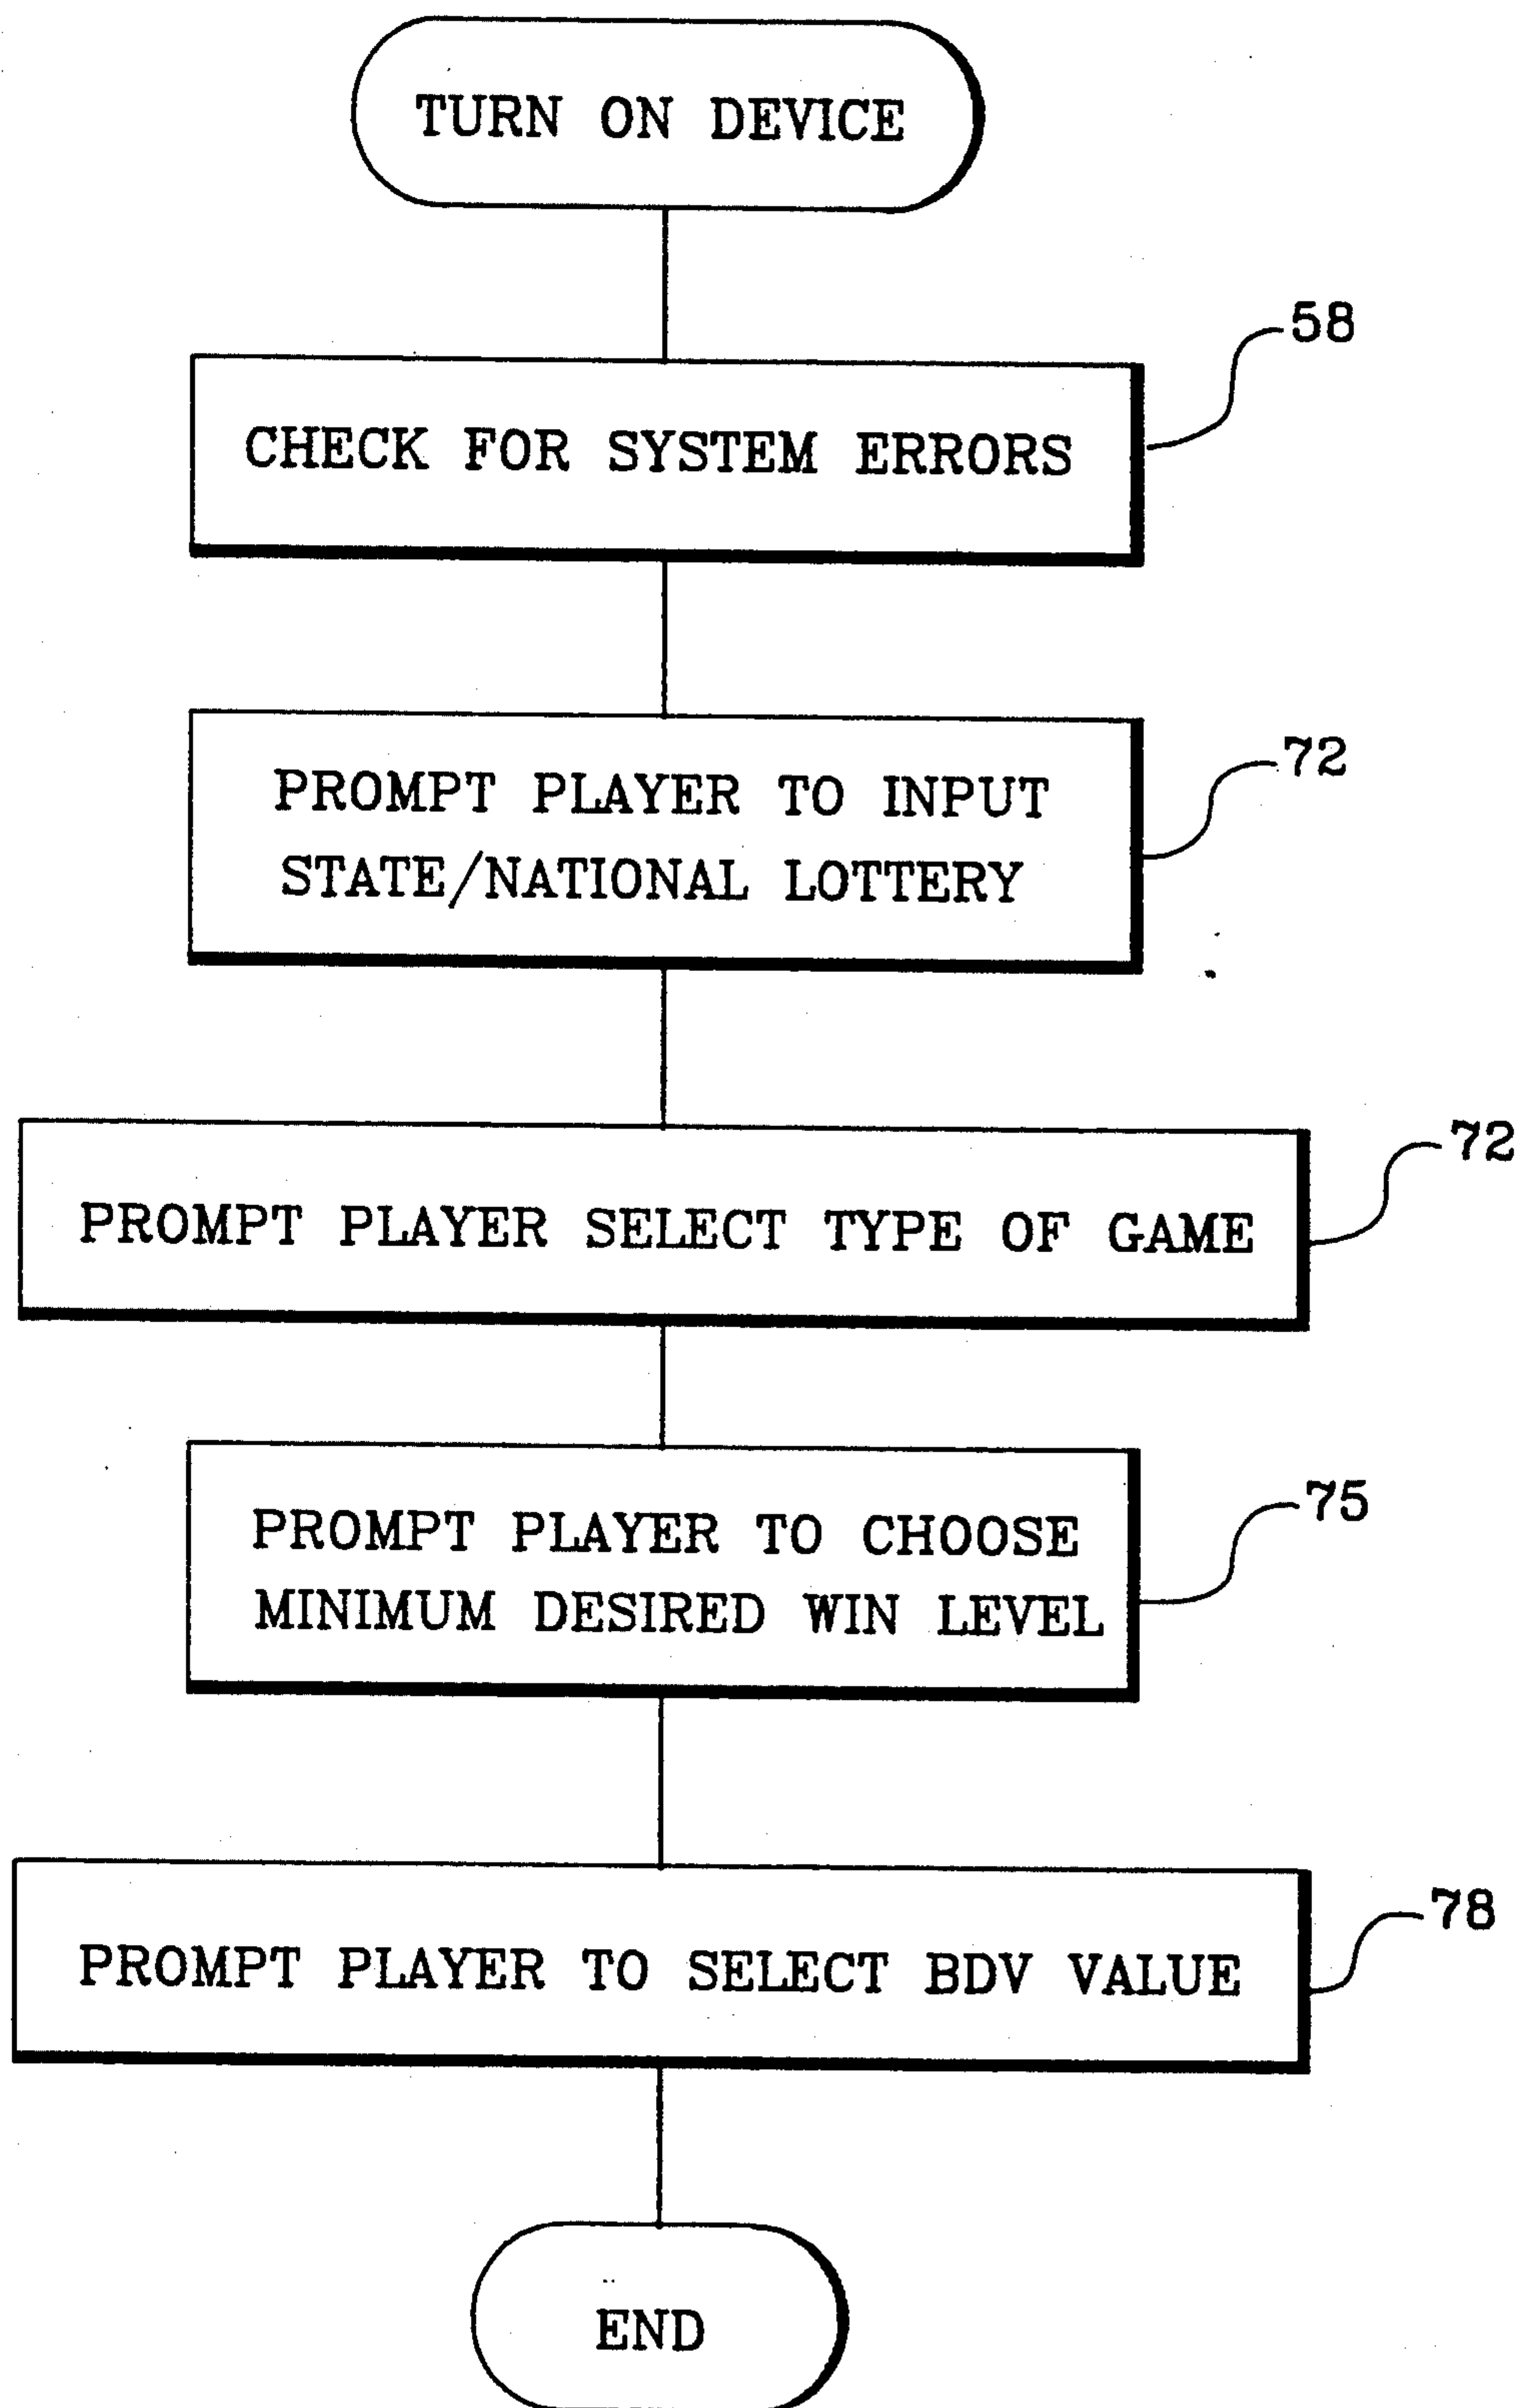 TURN ON DEVICE
58
CHECK FOR SYSTEM ERRORS
72
PROMPT PLAYER TO INPUT
STATE/NATIONAL LOTTERY
72
PROMPT PLAYER SELECT TYPE OF GAME
75
PROMPT PLAYER TO CHOOSE
MINIMUM DESIRED WIN LEVEL
78
PROMPT PLAYER TO SELECT BDV VALUE
END